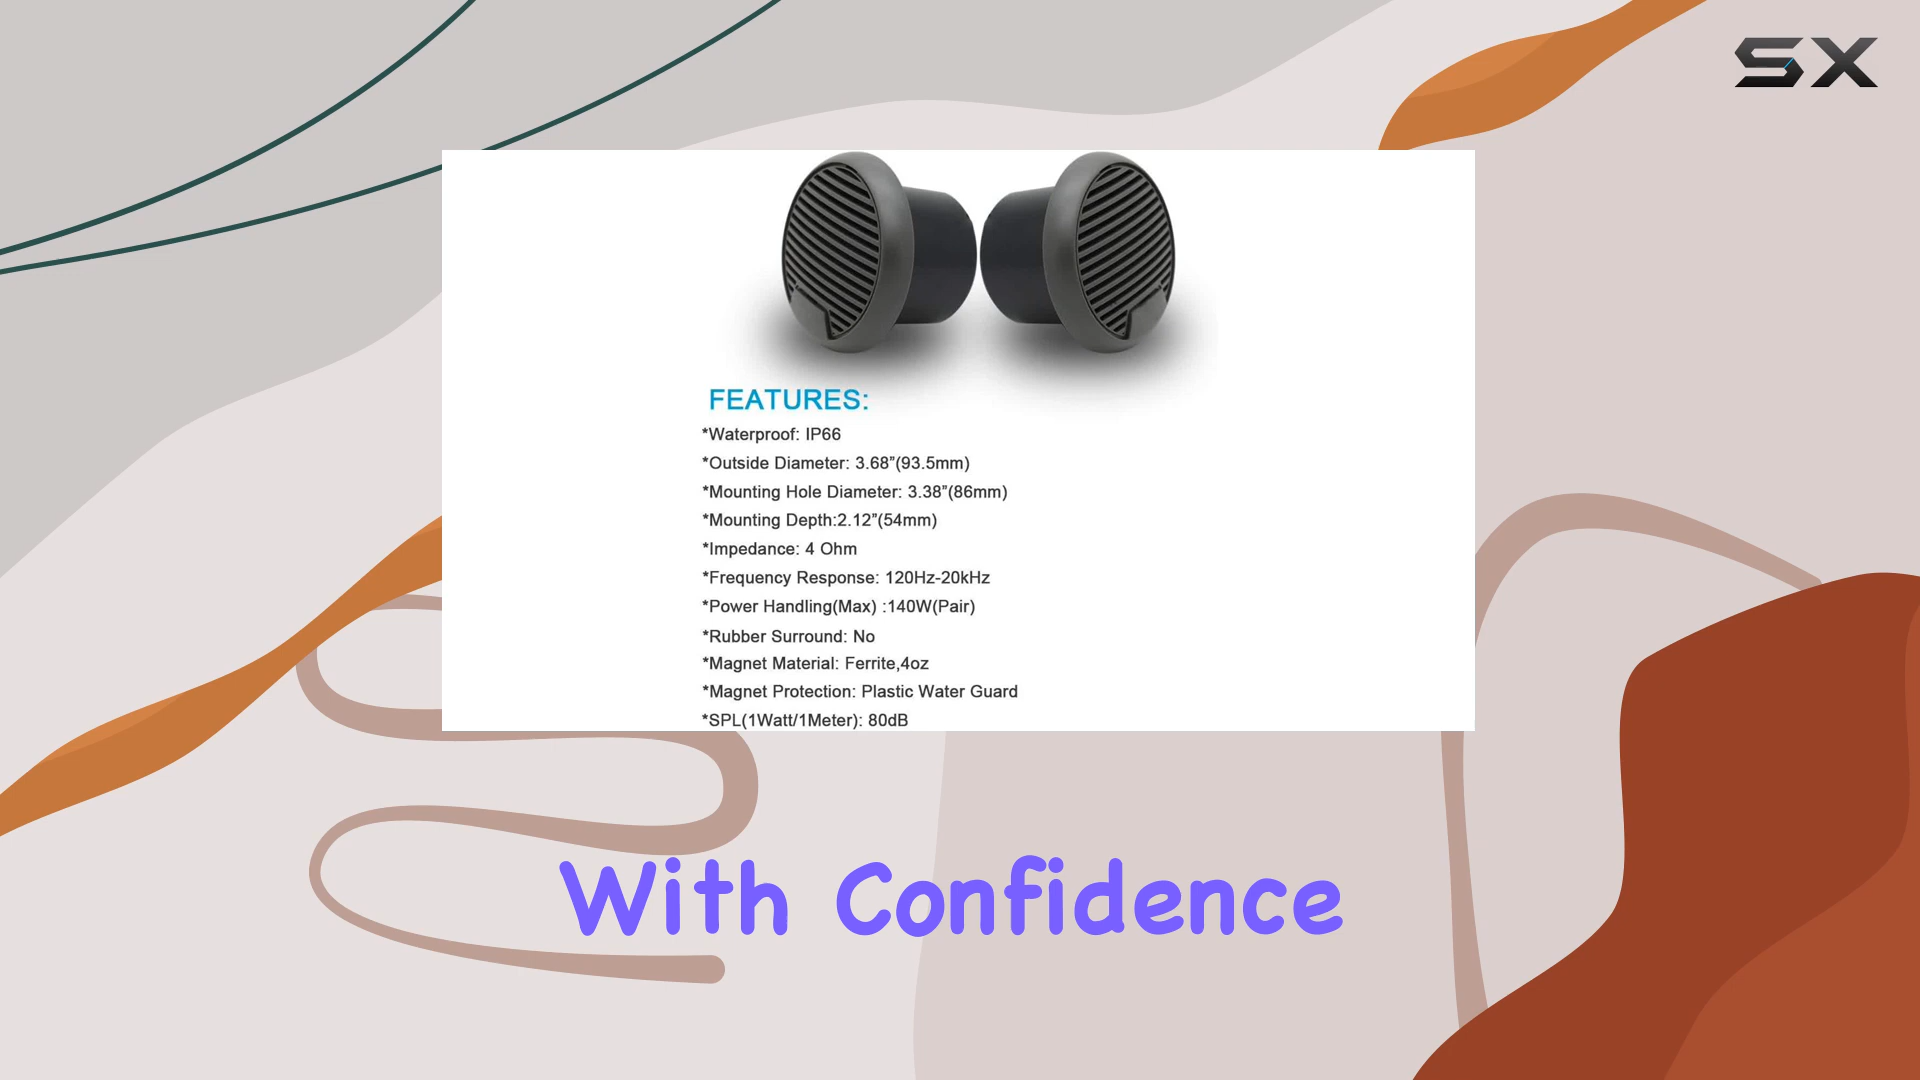 SX
FEATURES:
*Waterproof: IP66
*Outside Diameter: 3.68”(93.5mm)
*Mounting Hole Diameter: 3.38”(86mm)
*Mounting Depth:2.12”(54mm)
*Impedance: 4 Ohm
*Frequency Response: 120Hz-20kHz
*Power Handling(Max) :140W(Pair)
*Rubber Surround: No
*Magnet Material: Ferrite,4oz
*Magnet Protection: Plastic Water Guard
*SPL(1Watt/1Meter): 80dB
With Confidence